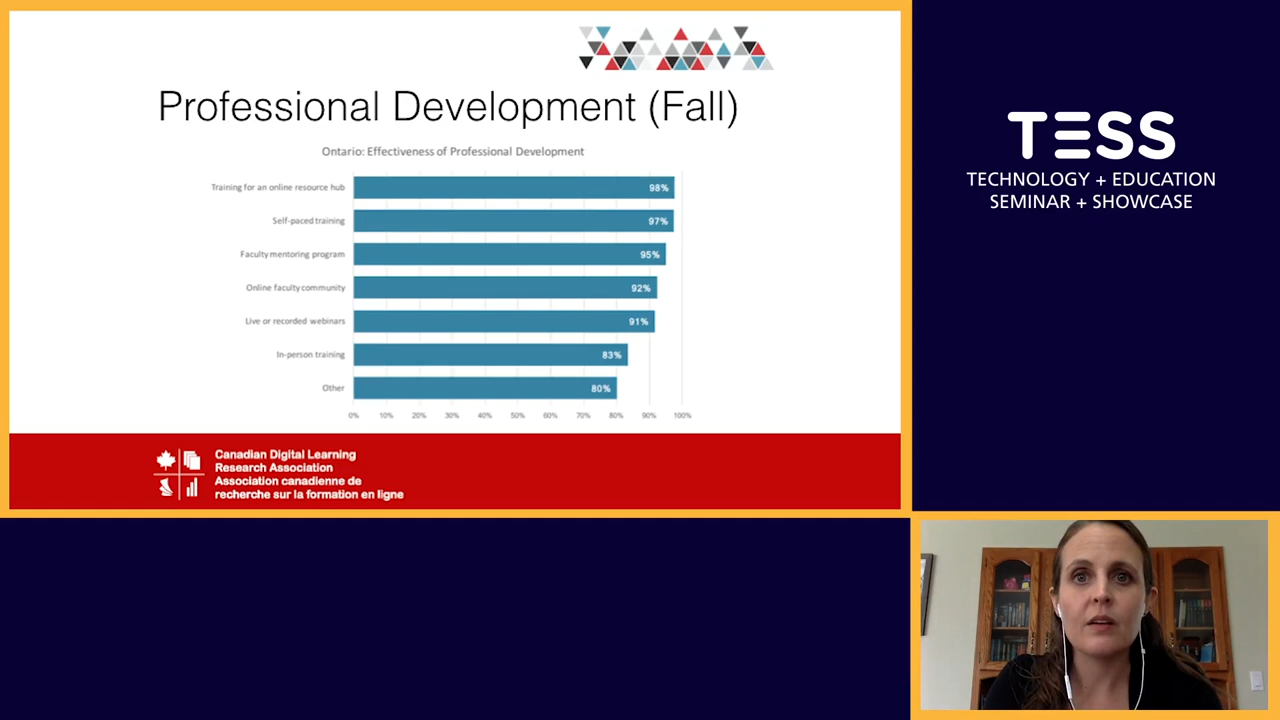 Professional Development (Fall)
Ontario: Effectiveness of Professional Development
Training for an online resource hub 98%
Self-paced training 97%
Faculty mentoring program 95%
Online faculty community 92%
Live or recorded webinars 91%
In-person training 83%
Other 80%
0% 10% 20% 30% 40% 50% 60% 70% 80% 90% 100%
Canadian Digital Learning
Research Association
Association canadienne de
recherche sur la formation en ligne
TESS
TECHNOLOGY + EDUCATION
SEMINAR + SHOWCASE